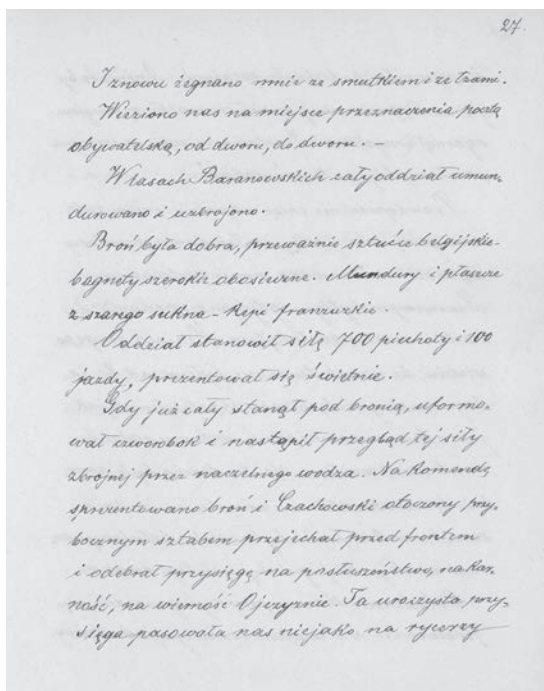 27.
I znowu żegnano mnie ze smutkiem i ze łzami.
Wieziono nas na miejsce przeznaczenia pocztą
obywatelską, od dworu, do dworu. –
W lasach Baranowskich cały oddział umun-
durowano i uzbrojono.
Broń była dobra, przeważnie sztućce belgijskie-
bagnety szerokie obosieczne. Mundury i płaszcze
z szarego sukna – Kepi franzuzkie.
Oddział stanowił siłę 700 piechoty i 100
jazdy, prezentował się świetnie.
Gdy już cały stanął pod bronią, uformo-
wał czworobok i nastąpił przegląd tej siły
zbrojnej przez naczelnego wodza. Na komendę
sprezentowano broń i Czachowski otoczony przy-
bocznym sztabem przejechał przed frontem
i odebrał przysięgę na posłuszeństwo, na kar-
ność, na wierność Ojczyznie. Ta uroczysta przy-
sięga pasowała nas niejako na rycerzy